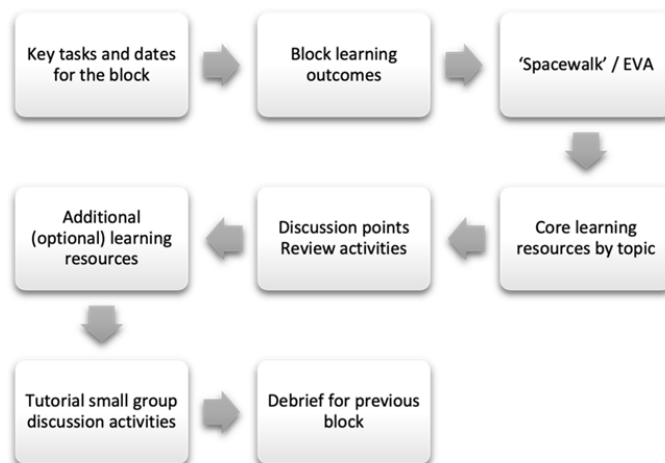 Key tasks and dates
for the block
Block learning
outcomes
‘Spacewalk’ / EVA
Core learning
resources by topic
Discussion points
Review activities
Additional
(optional) learning
resources
Tutorial small group
discussion activities
Debrief for previous
block